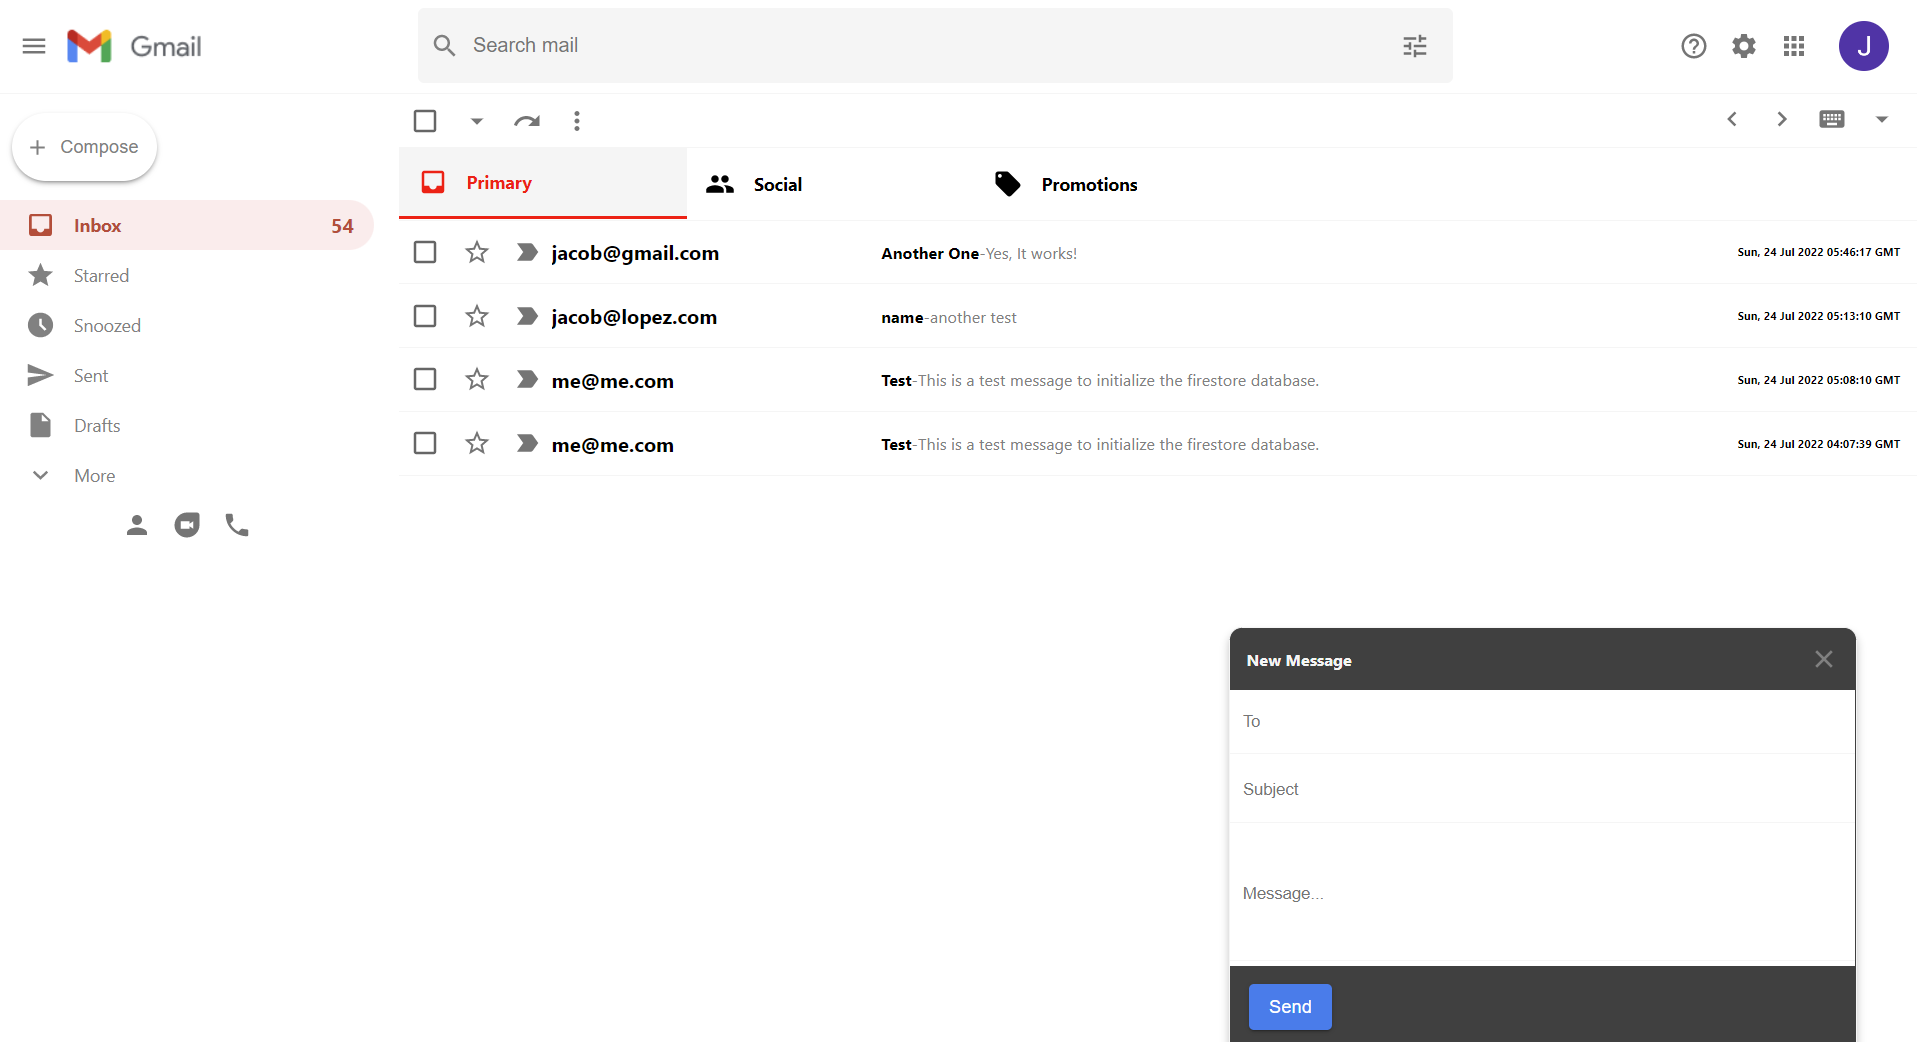 Gmail
Search mail
J
Compose
Primary
Social
Promotions
Inbox 54
Starred
Snoozed
Sent
Drafts
More
jacob@gmail.com Another One-Yes, It works! Sun, 24 Jul 2022 05:46:17 GMT
jacob@lopez.com name-another test Sun, 24 Jul 2022 05:13:10 GMT
me@me.com Test-This is a test message to initialize the firestore database. Sun, 24 Jul 2022 05:08:10 GMT
me@me.com Test-This is a test message to initialize the firestore database. Sun, 24 Jul 2022 04:07:39 GMT
New Message
To
Subject
Message...
Send